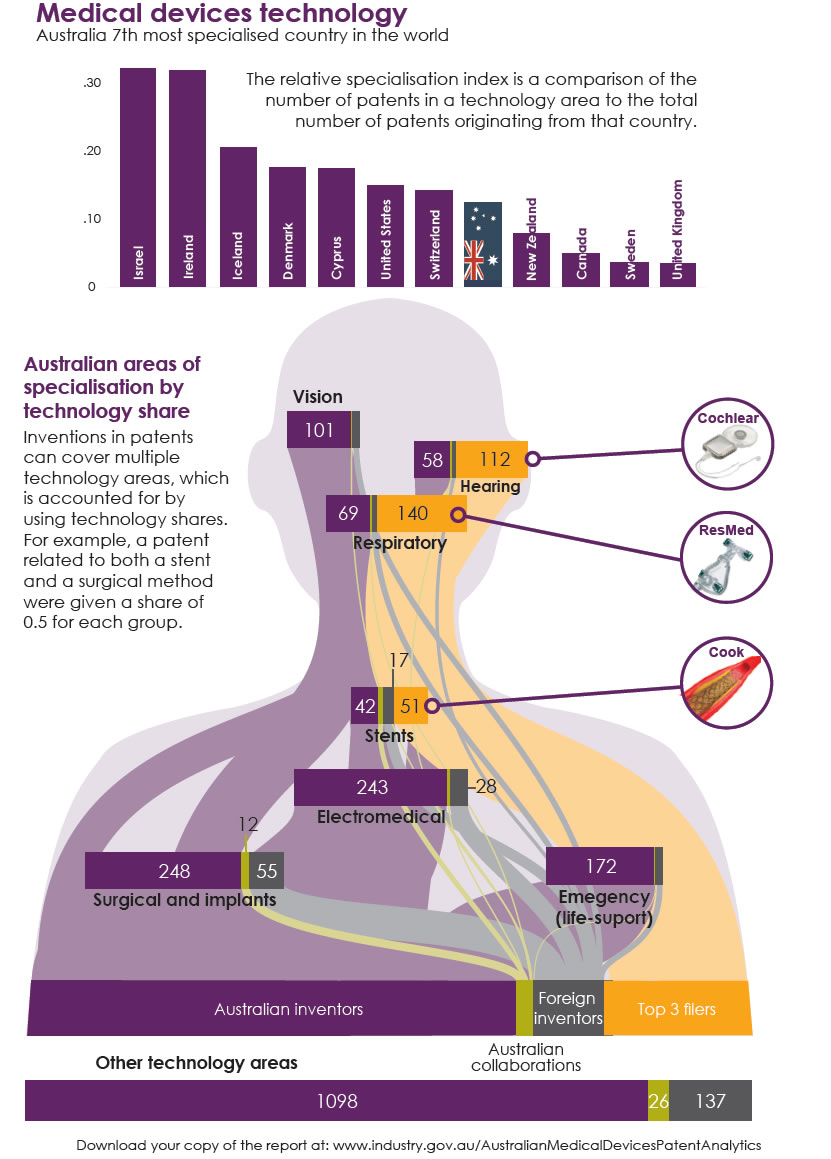 Medical devices technology
Australia 7th most specialised country in the world
The relative specialisation index is a comparison of the
number of patents in a technology area to the total
number of patents originating from that country.
.30
.20
.10
0
Israel
Ireland
Iceland
Denmark
Cyprus
United States
Switzerland
New Zealand
Canada
Sweden
United Kingdom
Australian areas of
specialisation by
technology share
Inventions in patents
can cover multiple
technology areas, which
is accounted for by
using technology shares.
For example, a patent
related to both a stent
and a surgical method
were given a share of
0.5 for each group.
Vision
101
58
112
Hearing
Cochlear
69
140
Respiratory
ResMed
17
42
51
Stents
Cook
243
28
Electromedical
12
248
55
Surgical and implants
172
Emegency
(life-suport)
Australian inventors
Foreign
inventors
Top 3 filers
Australian
collaborations
Other technology areas
1098
26
137
Download your copy of the report at: www.industry.gov.au/AustralianMedicalDevicesPatentAnalytics